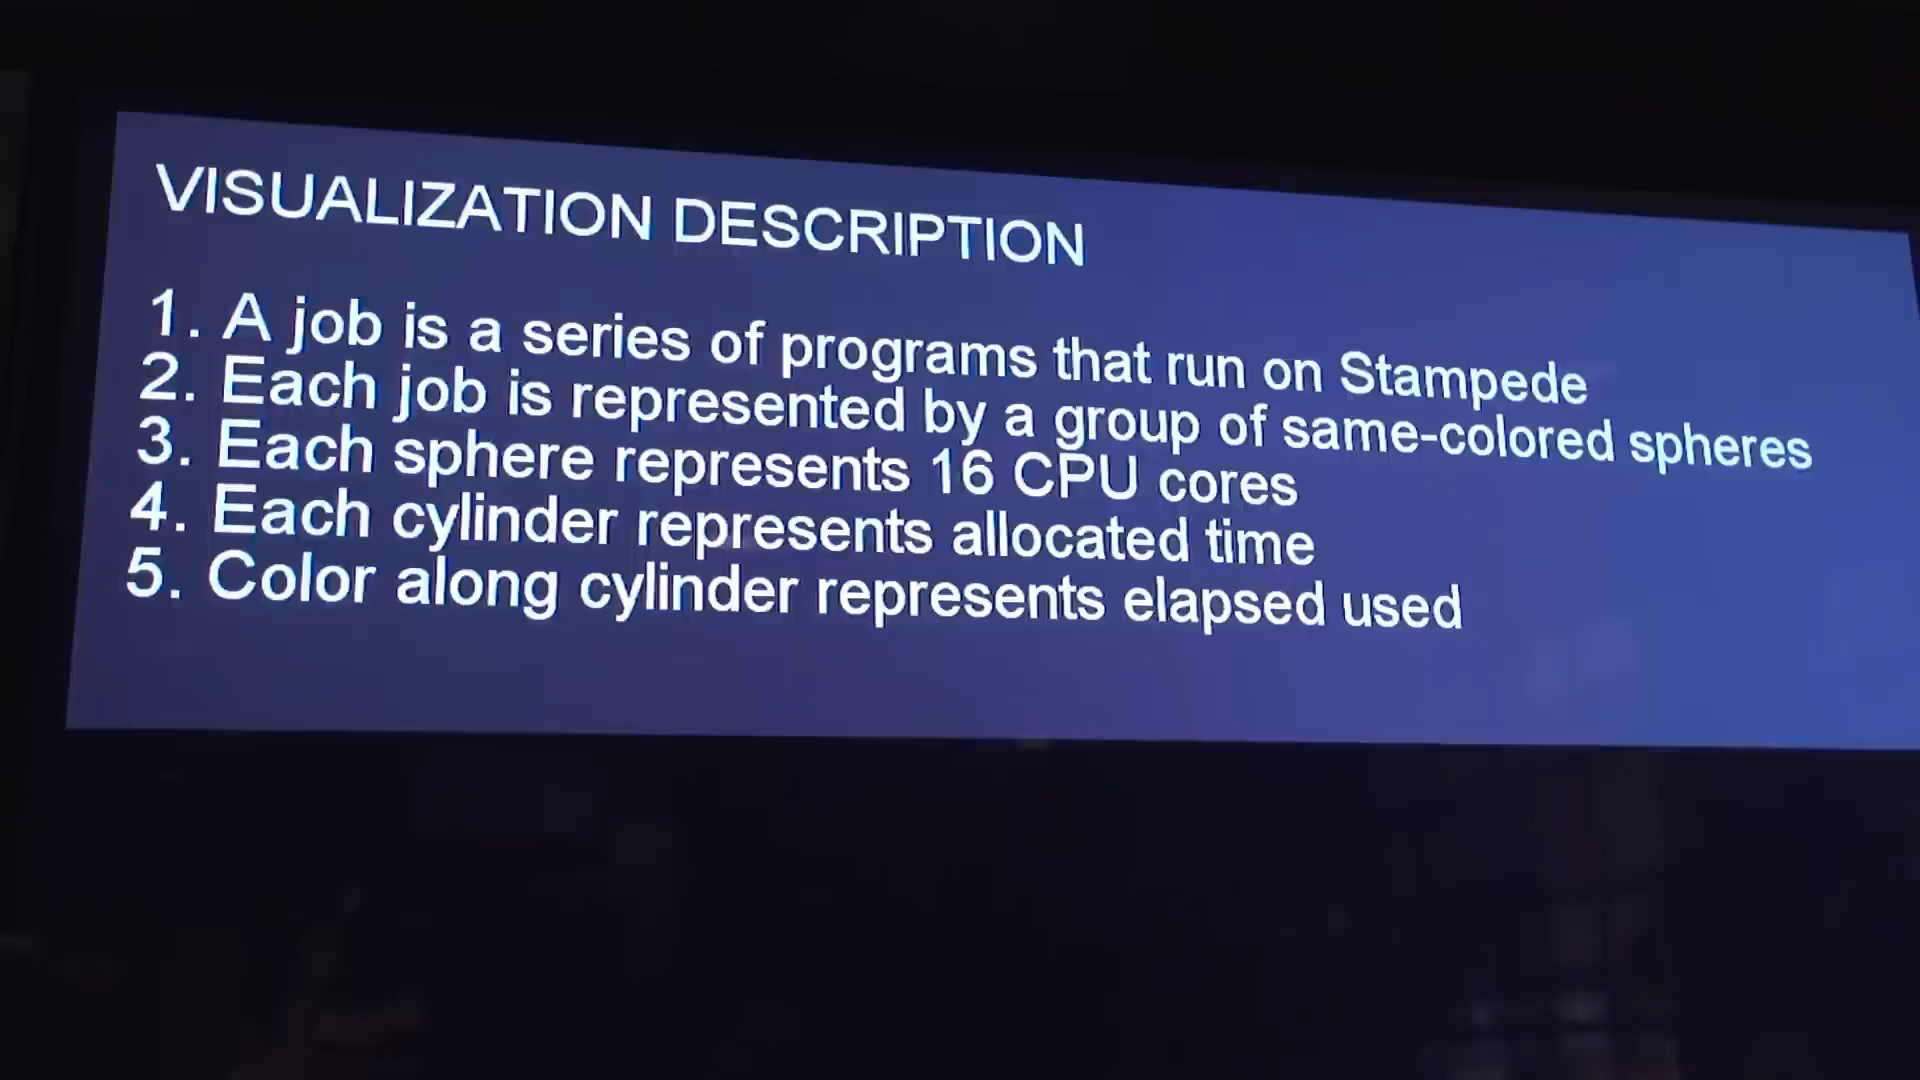 VISUALIZATION DESCRIPTION
1. A job is a series of programs that run on Stampede
2. Each job is represented by a group of same-colored spheres
3. Each sphere represents 16 CPU cores
4. Each cylinder represents allocated time
5. Color along cylinder represents elapsed used